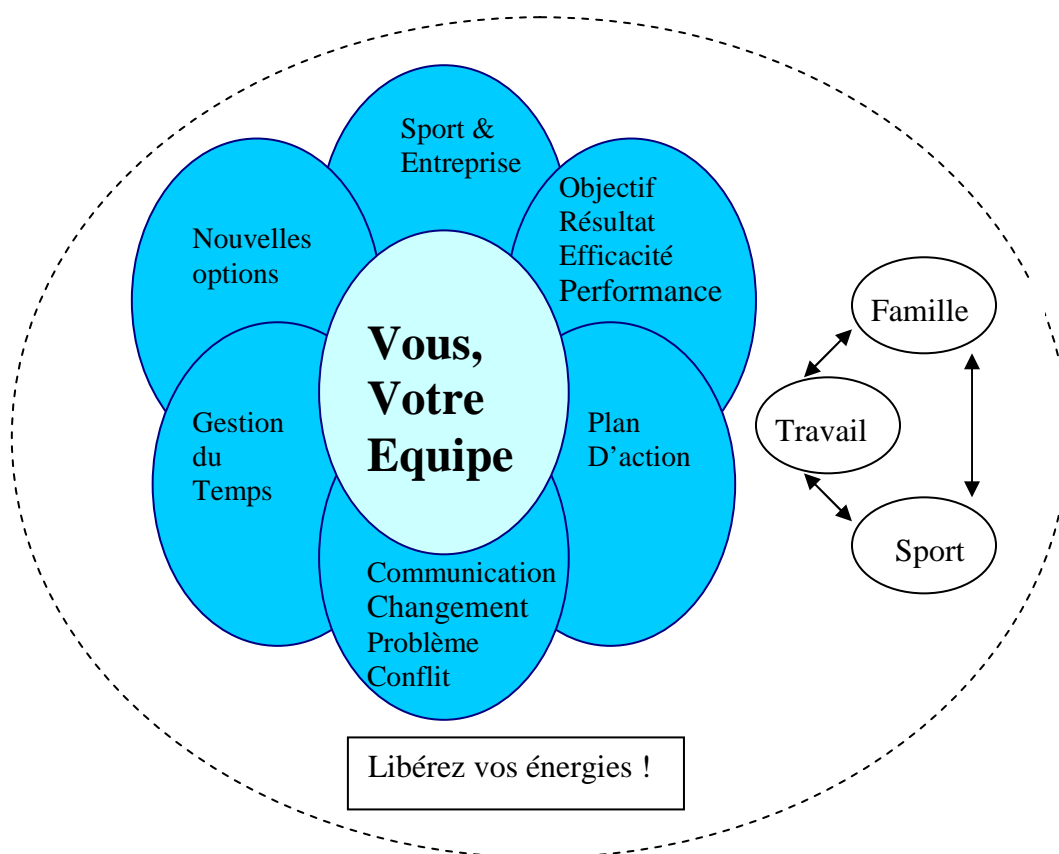 Sport &
Entreprise
Objectif
Résultat
Efficacité
Performance
Nouvelles
options
Famille
Vous,
Votre
Equipe
Gestion
du
Temps
Plan
D’action
Travail
Sport
Communication
Changement
Problème
Conflit
Libérez vos énergies !